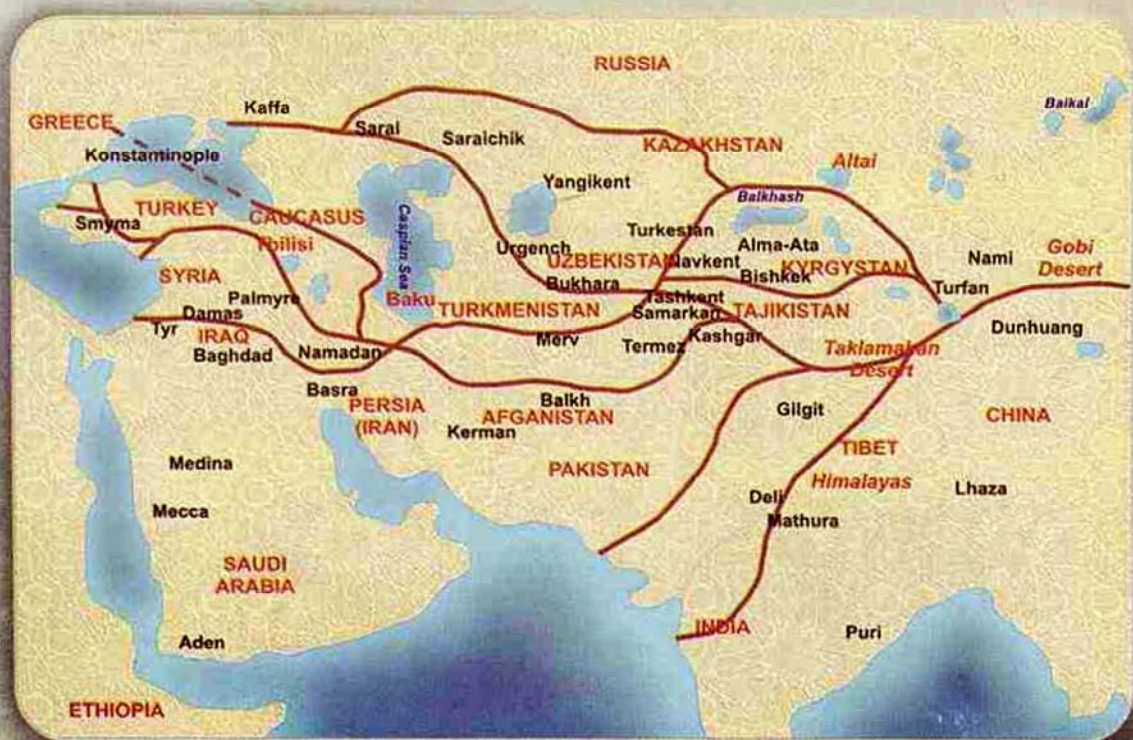 RUSSIA
Baikal
Kaffa
GREECE
Sarai
Saraichik
KAZAKHSTAN
Altai
Konstaminople
Yangikent
Balkhash
TURKEY
CAUCASUS
Smyma
Tbilisi
Caspian Sea
Turkestan
Alma-Ata
Urgench
UZBEKISTAN
Navkent
KYRGYSTAN
Nami
Gobi
Desert
SYRIA
Bishkek
Bukhara
Turfan
Palmyre
Baku
Tashkent
Damas
TURKMENISTAN
Samarkan
TAJIKISTAN
Tyr
IRAQ
Dunhuang
Baghdad
Namadan
Merv
Termez
Kashgar
Taklamakan
Desert
Basra
Balkh
PERSIA
(IRAN)
AFGANISTAN
Gilgit
CHINA
Kerman
TIBET
Medina
PAKISTAN
Himalayas
Lhaza
Deli
Mecca
Mathura
SAUDI
ARABIA
INDIA
Puri
Aden
ETHIOPIA